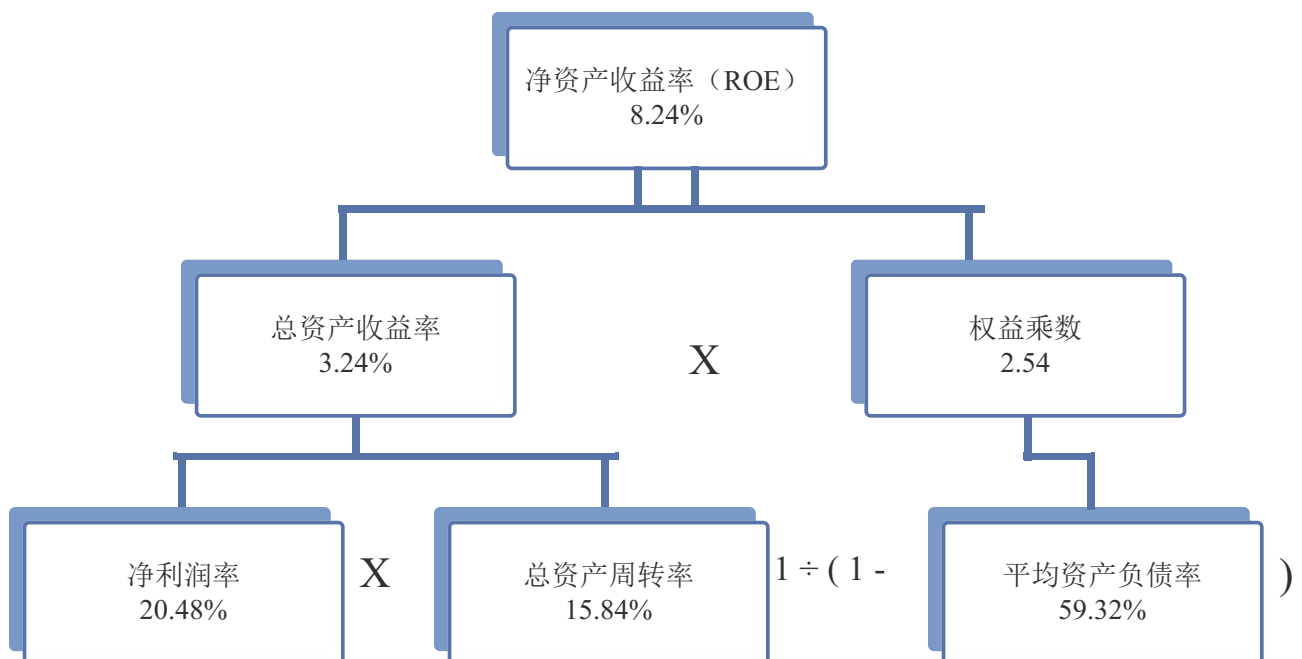 净资产收益率（ROE）
8.24%
总资产收益率
3.24%
X
权益乘数
2.54
净利润率
20.48%
X
总资产周转率
15.84%
1 ÷ ( 1 -
平均资产负债率
59.32%
)